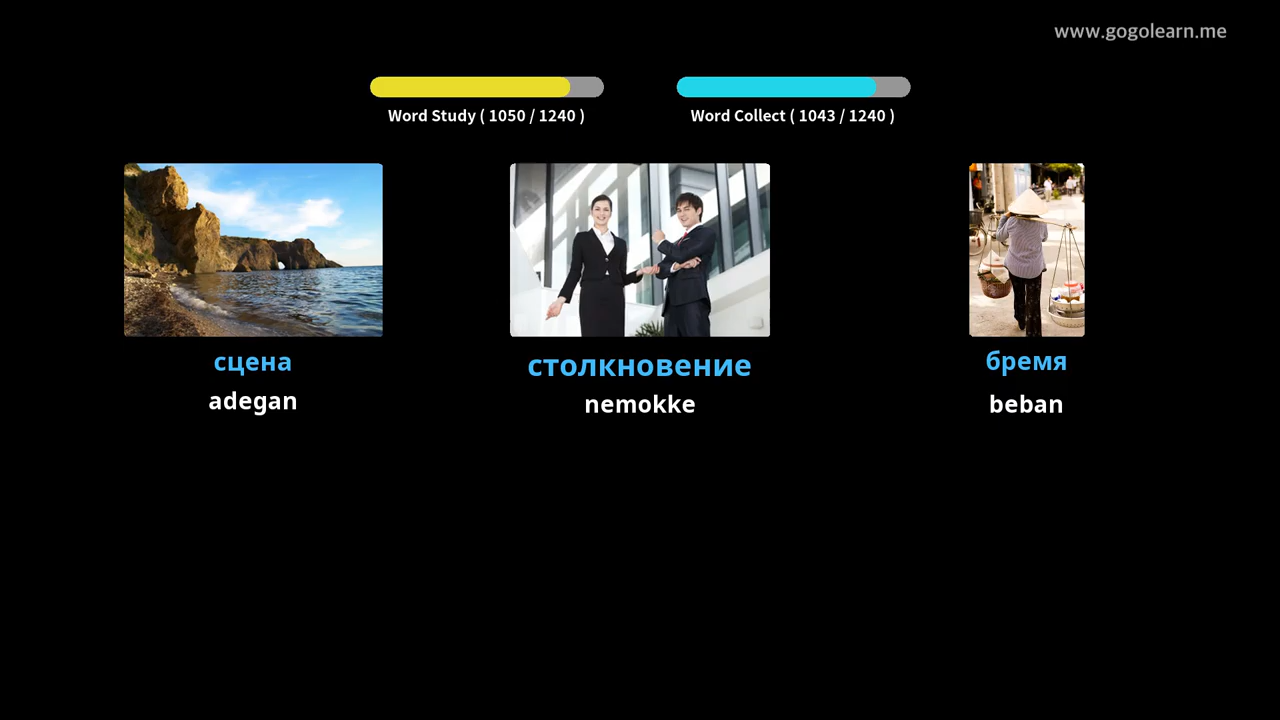 www.gogolearn.me
Word Study ( 1050 / 1240 )
Word Collect ( 1043 / 1240 )
сцена
adegan
столкновение
nemokke
бремя
beban